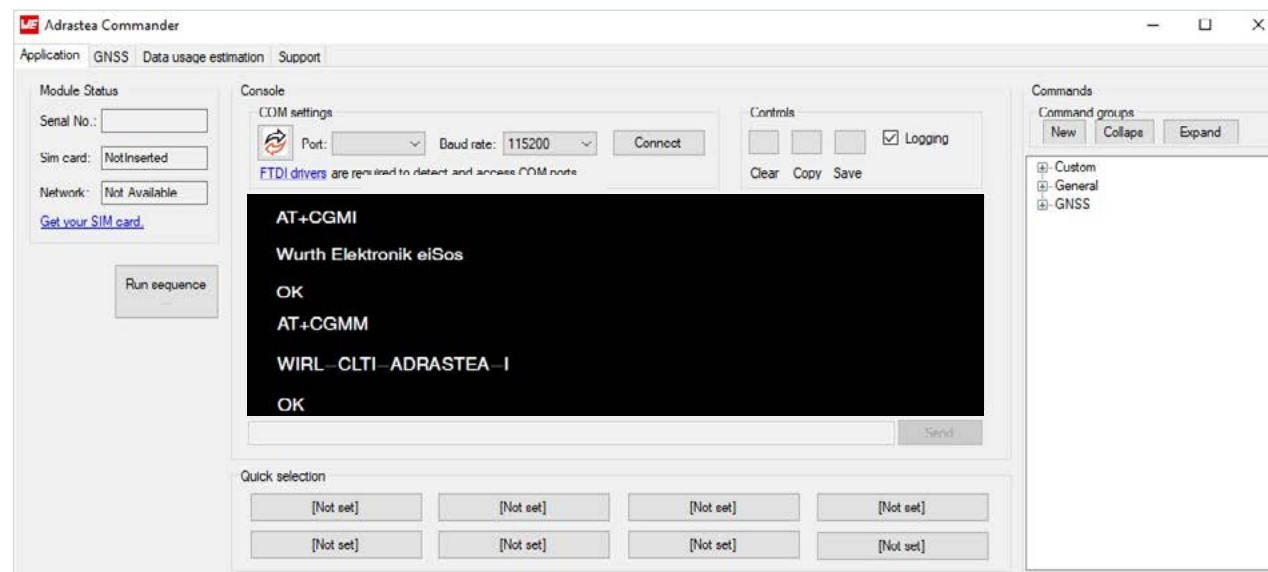 Adrastea Commander
Application GNSS Data usage estimation Support
Module Status
Serial No.:
Sim card: NotInserted
Network: Not Available
Get your SIM card.
Run sequence
Console
COM settings
Port: Baud rate: 115200 Connect
FTDI drivers are required to detect and access COM ports
Controls
Logging
Clear Copy Save
AT+CGMI
Wurth Elektronik eiSos
OK
AT+CGMM
WIRL-CLTI-ADRASTEA-I
OK
Send
Quick selection
[Not set] [Not set] [Not set] [Not set]
[Not set] [Not set] [Not set] [Not set]
Commands
Command groups
New Collaps Expand
Custom
General
GNSS